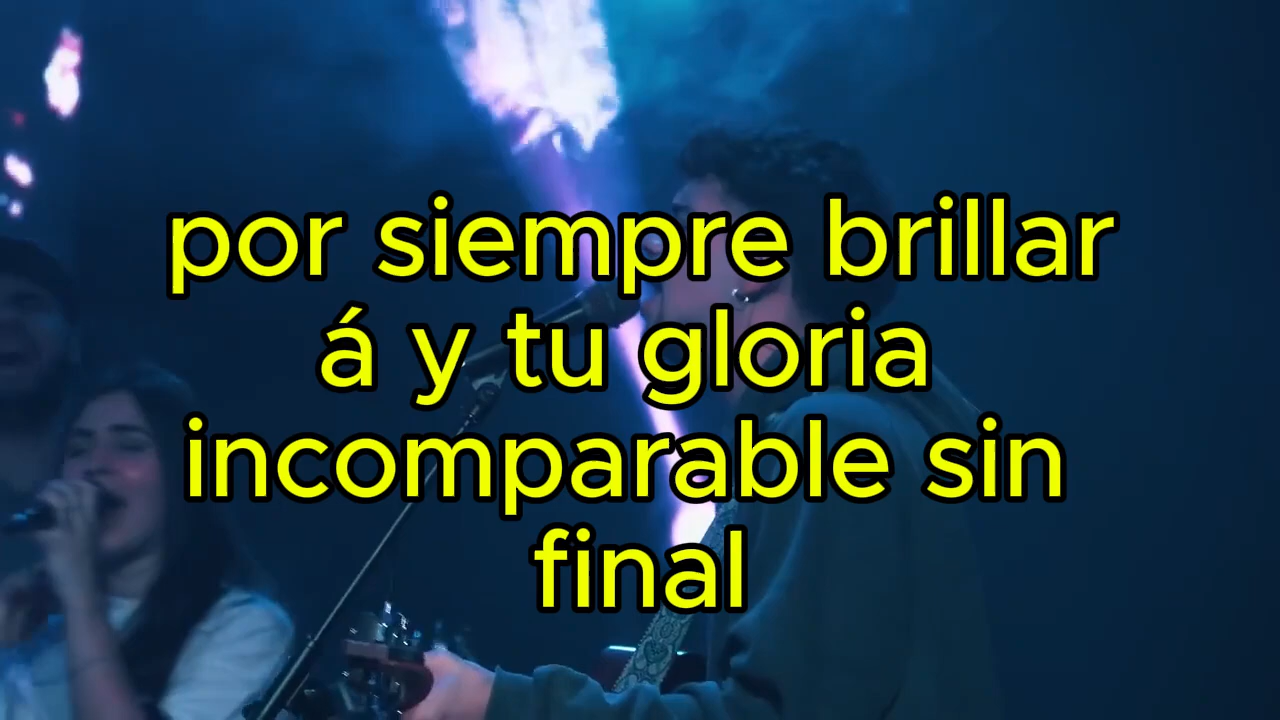 por siempre brillar
á y tu gloria
incomparable sin
final